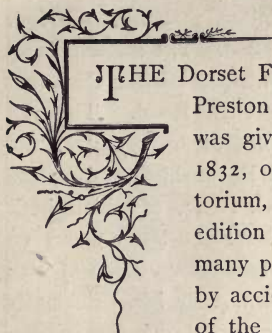 THE Dorset F
Preston
was giv
1832, o
torium,
edition
many p
by acci
of the